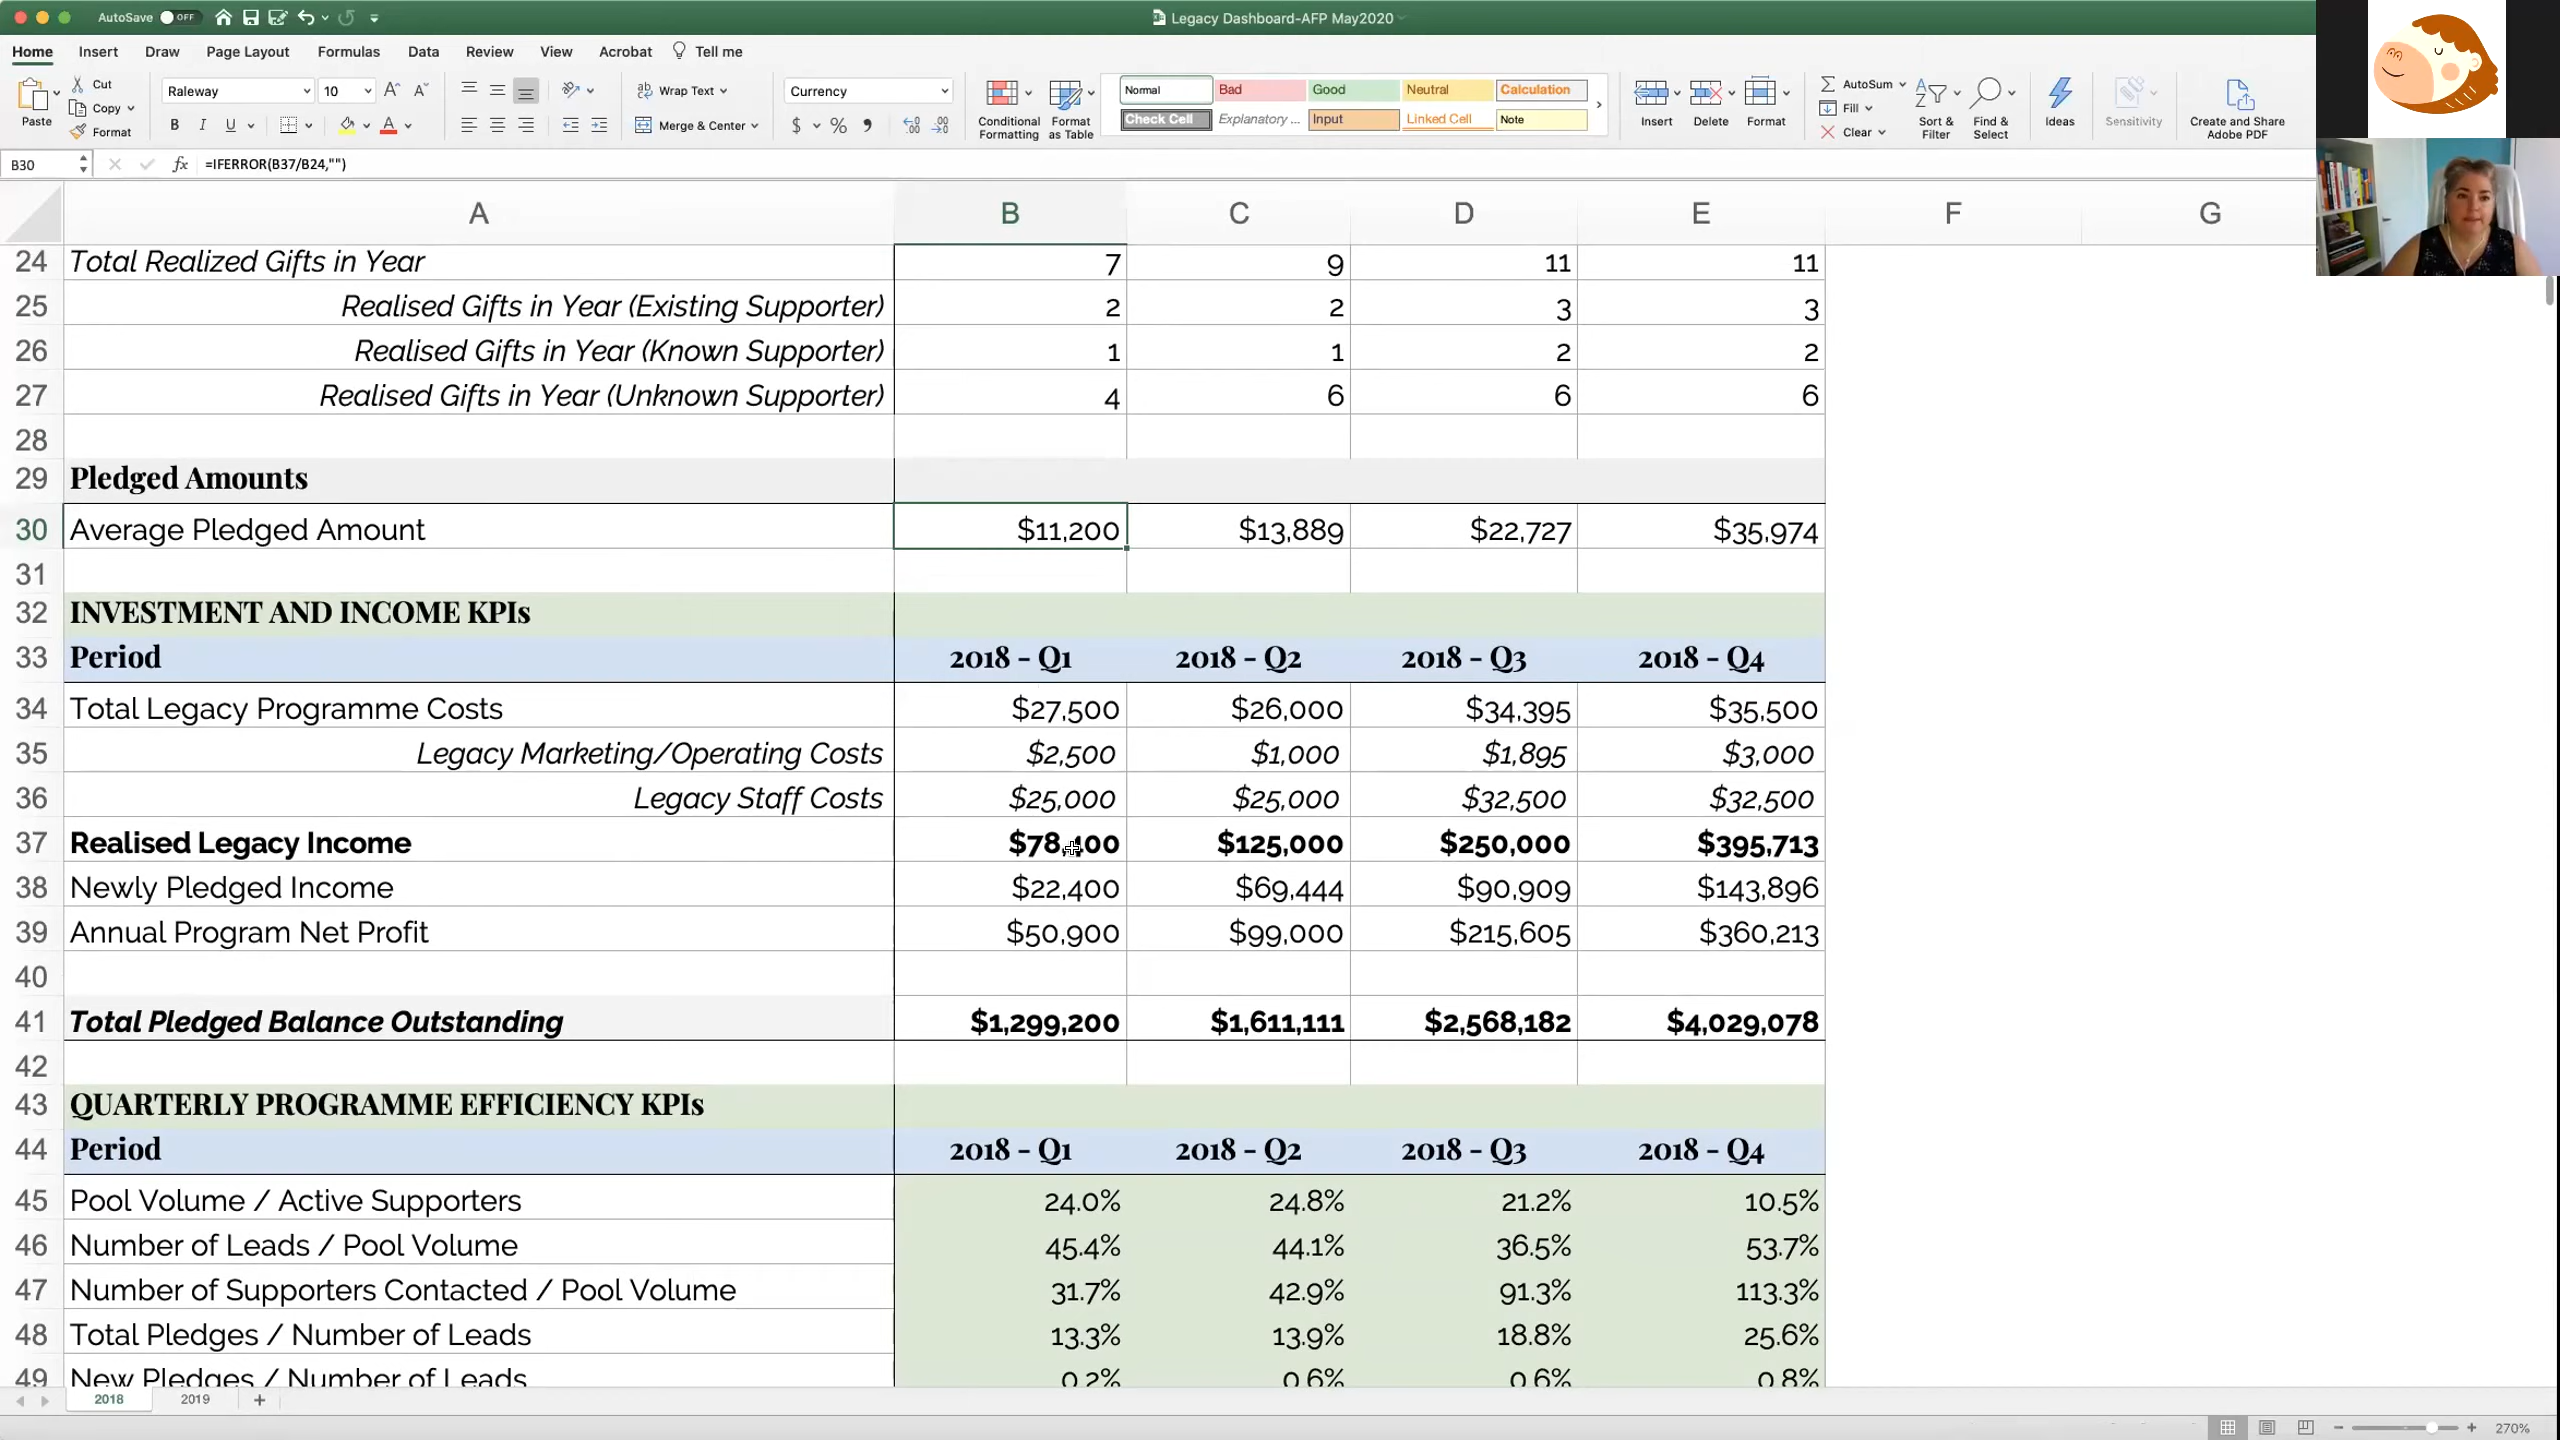 AutoSave OFF Legacy Dashboard-AFP May2020
Home Insert Draw Page Layout Formulas Data Review View Acrobat Tell me
Paste Cut Copy Format
Raleway 10 A^ A˅
B I U A
ab Wrap Text
Merge & Center
Currency
$ % 9
Conditional Formatting
Format as Table
Normal Bad Good Neutral Calculation
Check Cell Explanatory ... Input Linked Cell Note
Insert Delete Format
AutoSum
Fill
Clear
Sort & Filter
Find & Select
Ideas
Sensitivity
Create and Share Adobe PDF
B30 fx =IFERROR(B37/B24,"")
A B C D E F G
24 Total Realized Gifts in Year 7 9 11 11
25 Realised Gifts in Year (Existing Supporter) 2 2 3 3
26 Realised Gifts in Year (Known Supporter) 1 1 2 2
27 Realised Gifts in Year (Unknown Supporter) 4 6 6 6
28
29 Pledged Amounts
30 Average Pledged Amount $11,200 $13,889 $22,727 $35,974
31
32 INVESTMENT AND INCOME KPIs
33 Period 2018 - Q1 2018 - Q2 2018 - Q3 2018 - Q4
34 Total Legacy Programme Costs $27,500 $26,000 $34,395 $35,500
35 Legacy Marketing/Operating Costs $2,500 $1,000 $1,895 $3,000
36 Legacy Staff Costs $25,000 $25,000 $32,500 $32,500
37 Realised Legacy Income $78,400 $125,000 $250,000 $395,713
38 Newly Pledged Income $22,400 $69,444 $90,909 $143,896
39 Annual Program Net Profit $50,900 $99,000 $215,605 $360,213
40
41 Total Pledged Balance Outstanding $1,299,200 $1,611,111 $2,568,182 $4,029,078
42
43 QUARTERLY PROGRAMME EFFICIENCY KPIs
44 Period 2018 - Q1 2018 - Q2 2018 - Q3 2018 - Q4
45 Pool Volume / Active Supporters 24.0% 24.8% 21.2% 10.5%
46 Number of Leads / Pool Volume 45.4% 44.1% 36.5% 53.7%
47 Number of Supporters Contacted / Pool Volume 31.7% 42.9% 91.3% 113.3%
48 Total Pledges / Number of Leads 13.3% 13.9% 18.8% 25.6%
49 New Pledges / Number of Leads 0.2% 0.6% 0.6% 0.8%
2018 2019 +
270%